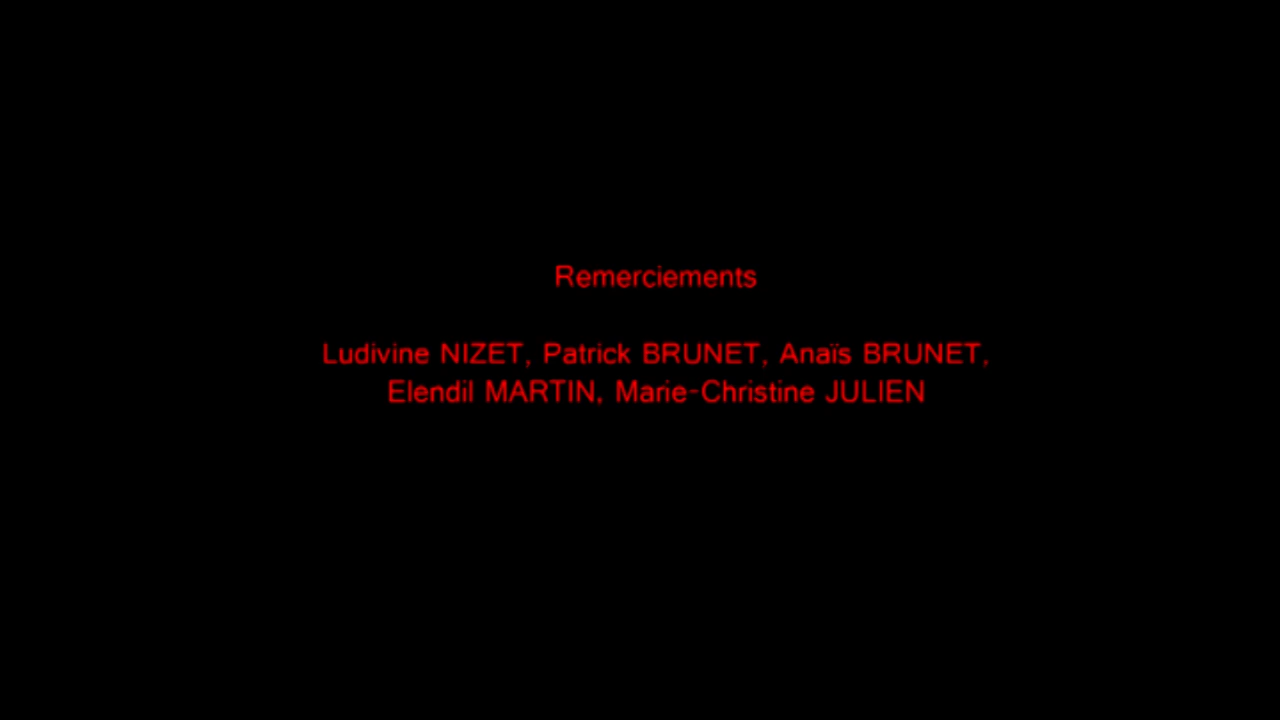 Remerciements
Ludivine NIZET, Patrick BRUNET, Anaïs BRUNET,
Elendil MARTIN, Marie-Christine JULIEN